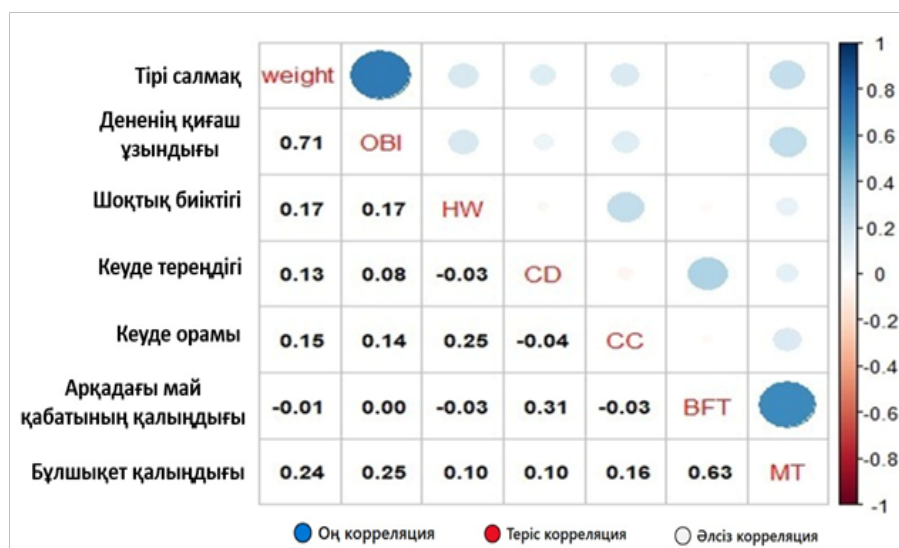 Тірі салмақ weight
Дененің қиғаш
ұзындығы
0.71 OBI
Шоқтық биіктігі 0.17 0.17 HW
Кеуде тереңдігі 0.13 0.08 -0.03 CD
Кеуде орамы 0.15 0.14 0.25 -0.04 CC
Арқадағы май
қабатының қалыңдығы
-0.01 0.00 -0.03 0.31 -0.03 BFT
Бұлшықет қалыңдығы 0.24 0.25 0.10 0.10 0.16 0.63 MT
1
0.8
0.6
0.4
0.2
0
-0.2
-0.4
-0.6
-0.8
-1
Оң корреляция Теріс корреляция Әлсіз корреляция